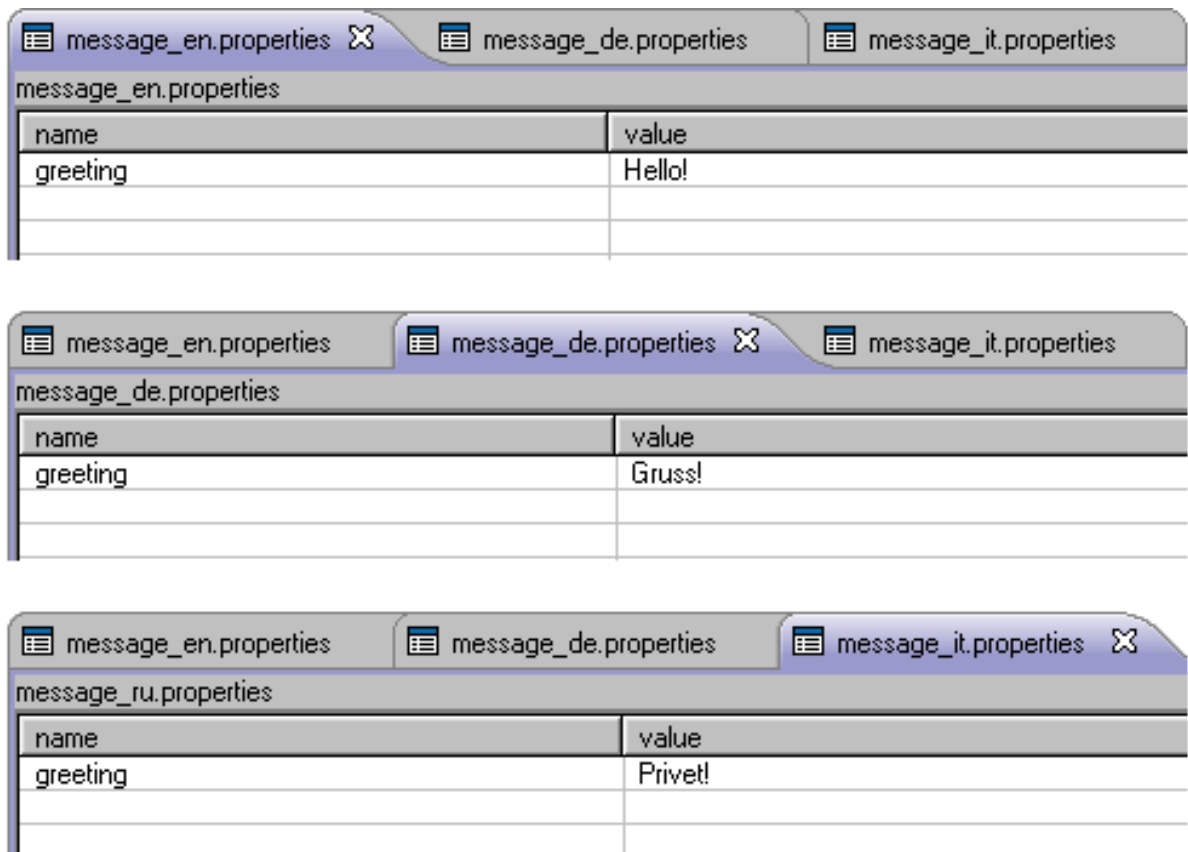 message_en.properties message_de.properties message_it.properties
message_en.properties
name value
greeting Hello!
message_en.properties message_de.properties message_it.properties
message_de.properties
name value
greeting Gruss!
message_en.properties message_de.properties message_it.properties
message_ru.properties
name value
greeting Privet!